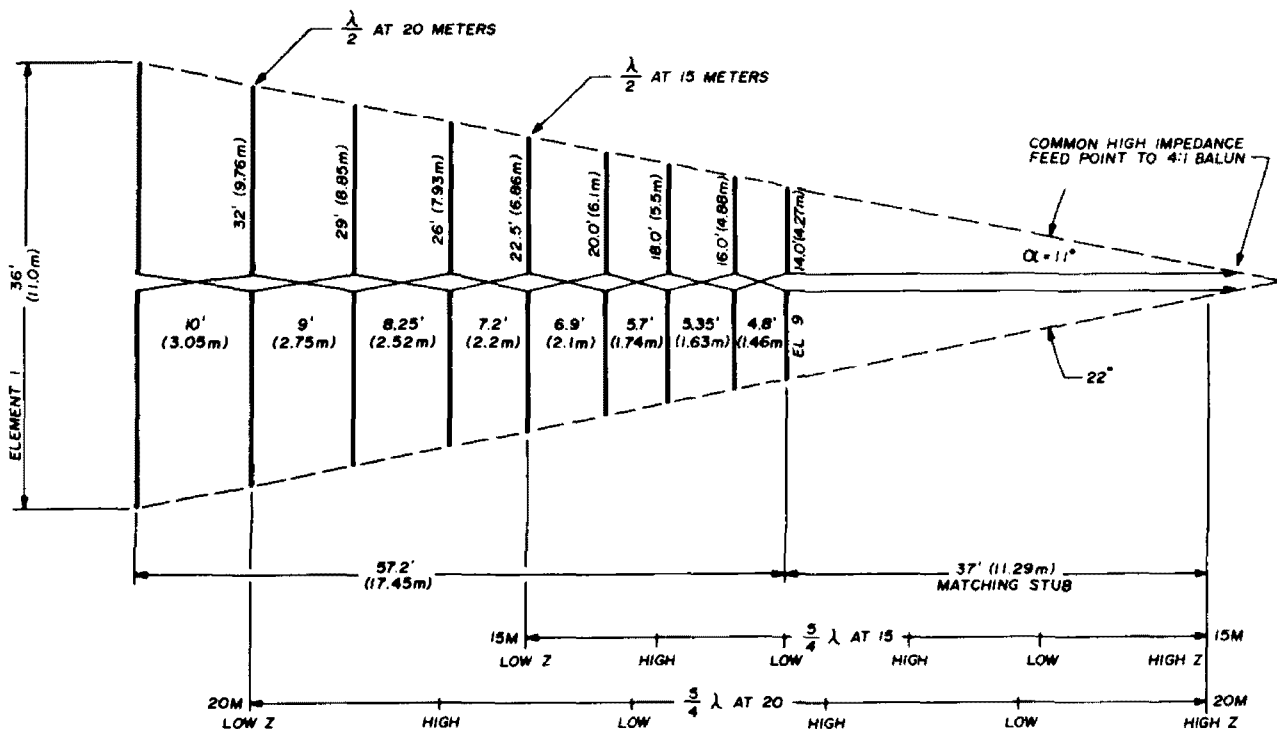 λ/2 AT 20 METERS
λ/2 AT 15 METERS
COMMON HIGH IMPEDANCE
FEED POINT TO 4:1 BALUN
36'
(11.0m)
ELEMENT 1
32' (9.76m)
29' (8.85m)
26' (7.93m)
22.5' (6.86m)
20.0' (6.1m)
18.0' (5.5m)
16.0' (4.88m)
14.0' (4.27m)
α = 11°
10'
(3.05m)
9'
(2.75m)
8.25'
(2.52m)
7.2'
(2.2m)
6.9'
(2.1m)
5.7'
(1.74m)
5.35'
(1.63m)
4.8'
(1.46m
EL 9
22°
57.2'
(17.45m)
37' (11.29m)
MATCHING STUB
15M 5/4 λ AT 15 15M
LOW Z HIGH LOW HIGH LOW HIGH Z
20M 5/4 λ AT 20 20M
LOW Z HIGH LOW HIGH LOW HIGH Z